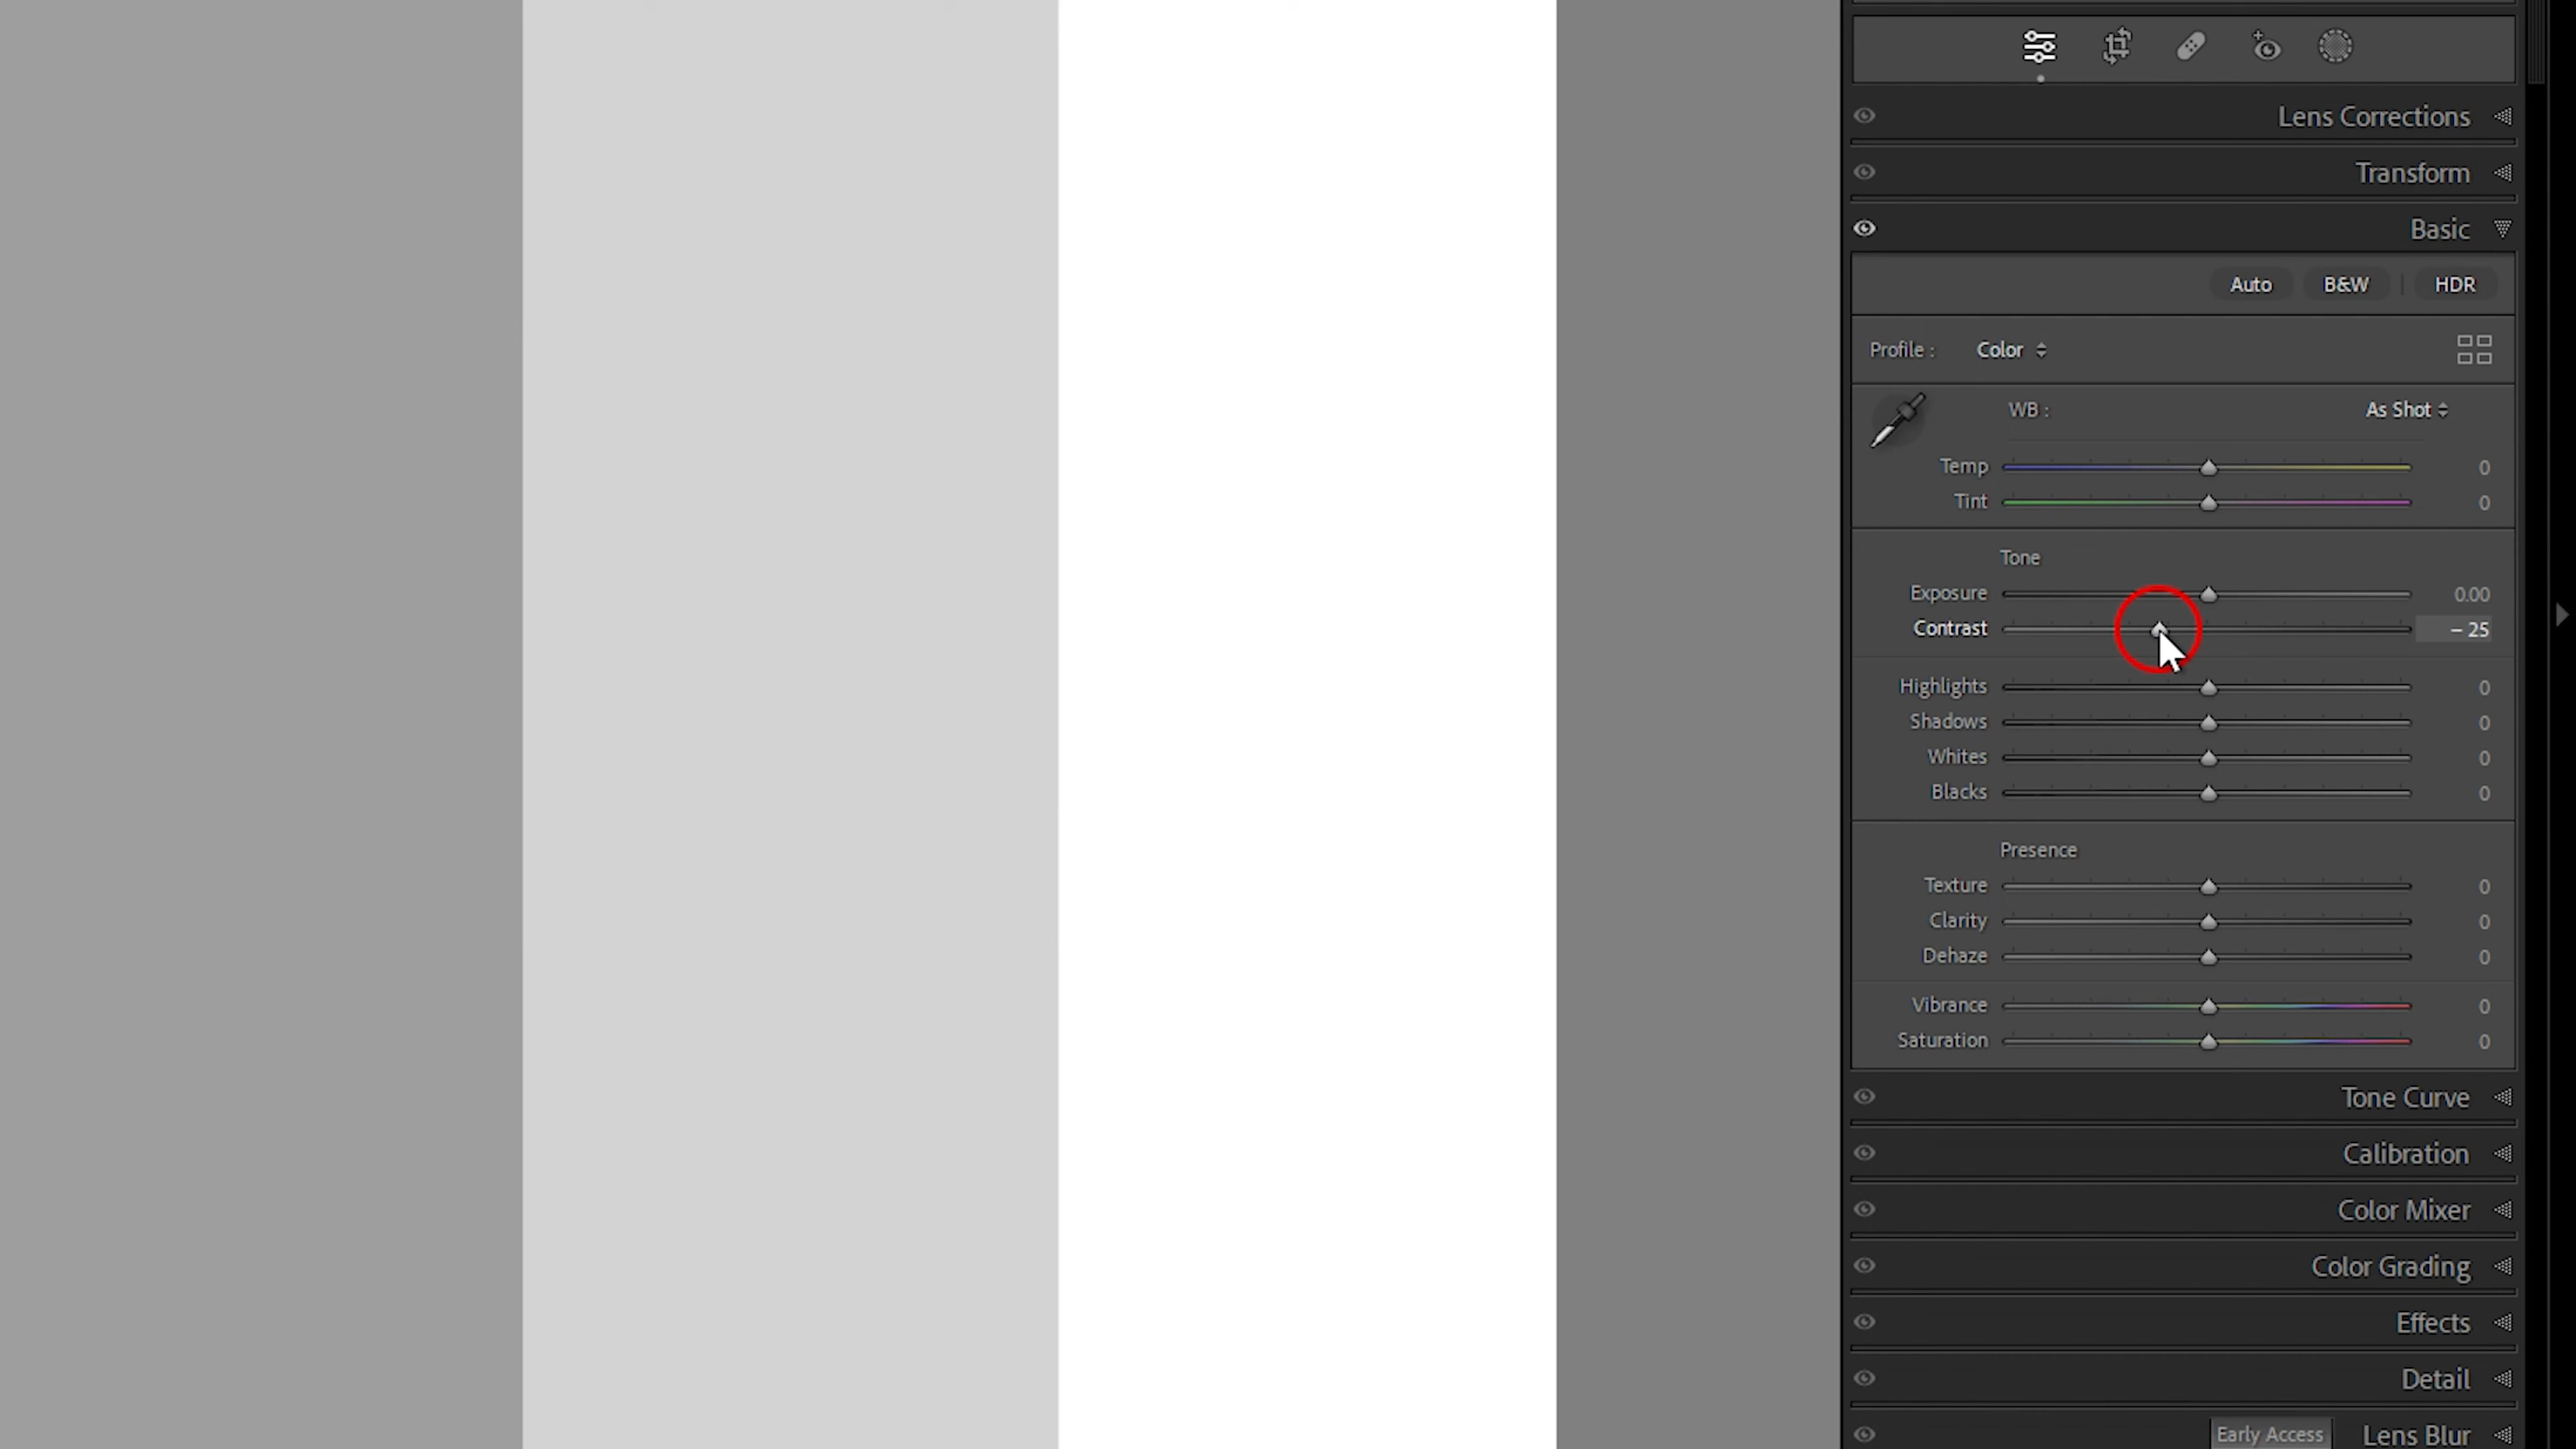 Lens Corrections
Transform
Basic
Auto B&W HDR
Profile : Color
WB : As Shot
Temp 0
Tint 0
Tone
Exposure 0.00
Contrast – 25
Highlights 0
Shadows 0
Whites 0
Blacks 0
Presence
Texture 0
Clarity 0
Dehaze 0
Vibrance 0
Saturation 0
Tone Curve
Calibration
Color Mixer
Color Grading
Effects
Detail
Early Access Lens Blur